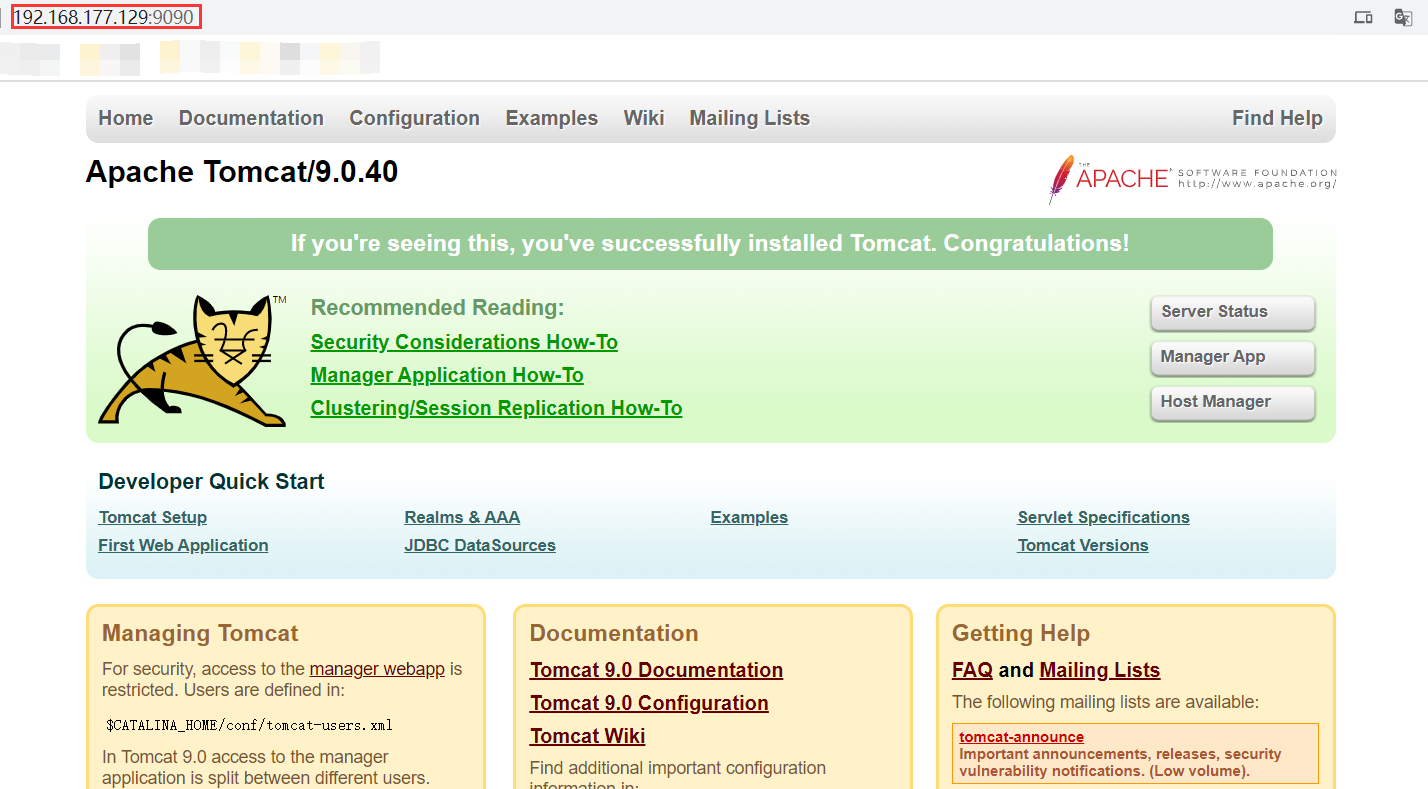 192.168.177.129:9090
Home Documentation Configuration Examples Wiki Mailing Lists Find Help
Apache Tomcat/9.0.40
THE
APACHE
SOFTWARE FOUNDATION
http://www.apache.org/
If you're seeing this, you've successfully installed Tomcat. Congratulations!
TM
Recommended Reading:
Security Considerations How-To
Manager Application How-To
Clustering/Session Replication How-To
Server Status
Manager App
Host Manager
Developer Quick Start
Tomcat Setup
First Web Application
Realms & AAA
JDBC DataSources
Examples
Servlet Specifications
Tomcat Versions
Managing Tomcat
For security, access to the manager webapp is
restricted. Users are defined in:
$CATALINA_HOME/conf/tomcat-users.xml
In Tomcat 9.0 access to the manager
application is split between different users.
Documentation
Tomcat 9.0 Documentation
Tomcat 9.0 Configuration
Tomcat Wiki
Find additional important configuration
information in:
Getting Help
FAQ and Mailing Lists
The following mailing lists are available:
tomcat-announce
Important announcements, releases, security
vulnerability notifications. (Low volume).